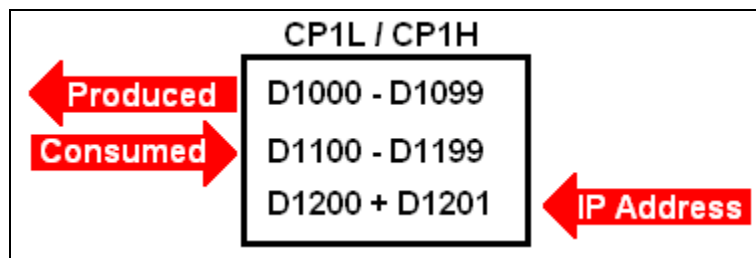 CP1L / CP1H
Produced
D1000 - D1099
Consumed
D1100 - D1199
D1200 + D1201
IP Address